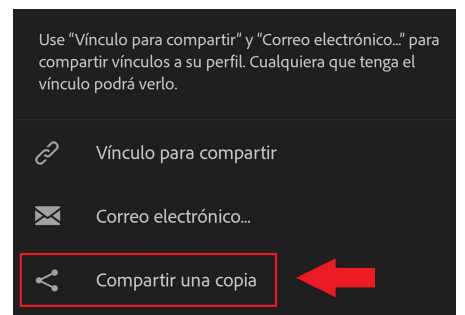 Use "Vínculo para compartir" y "Correo electrónico..." para
compartir vínculos a su perfil. Cualquiera que tenga el
vínculo podrá verlo.
Vínculo para compartir
Correo electrónico...
Compartir una copia